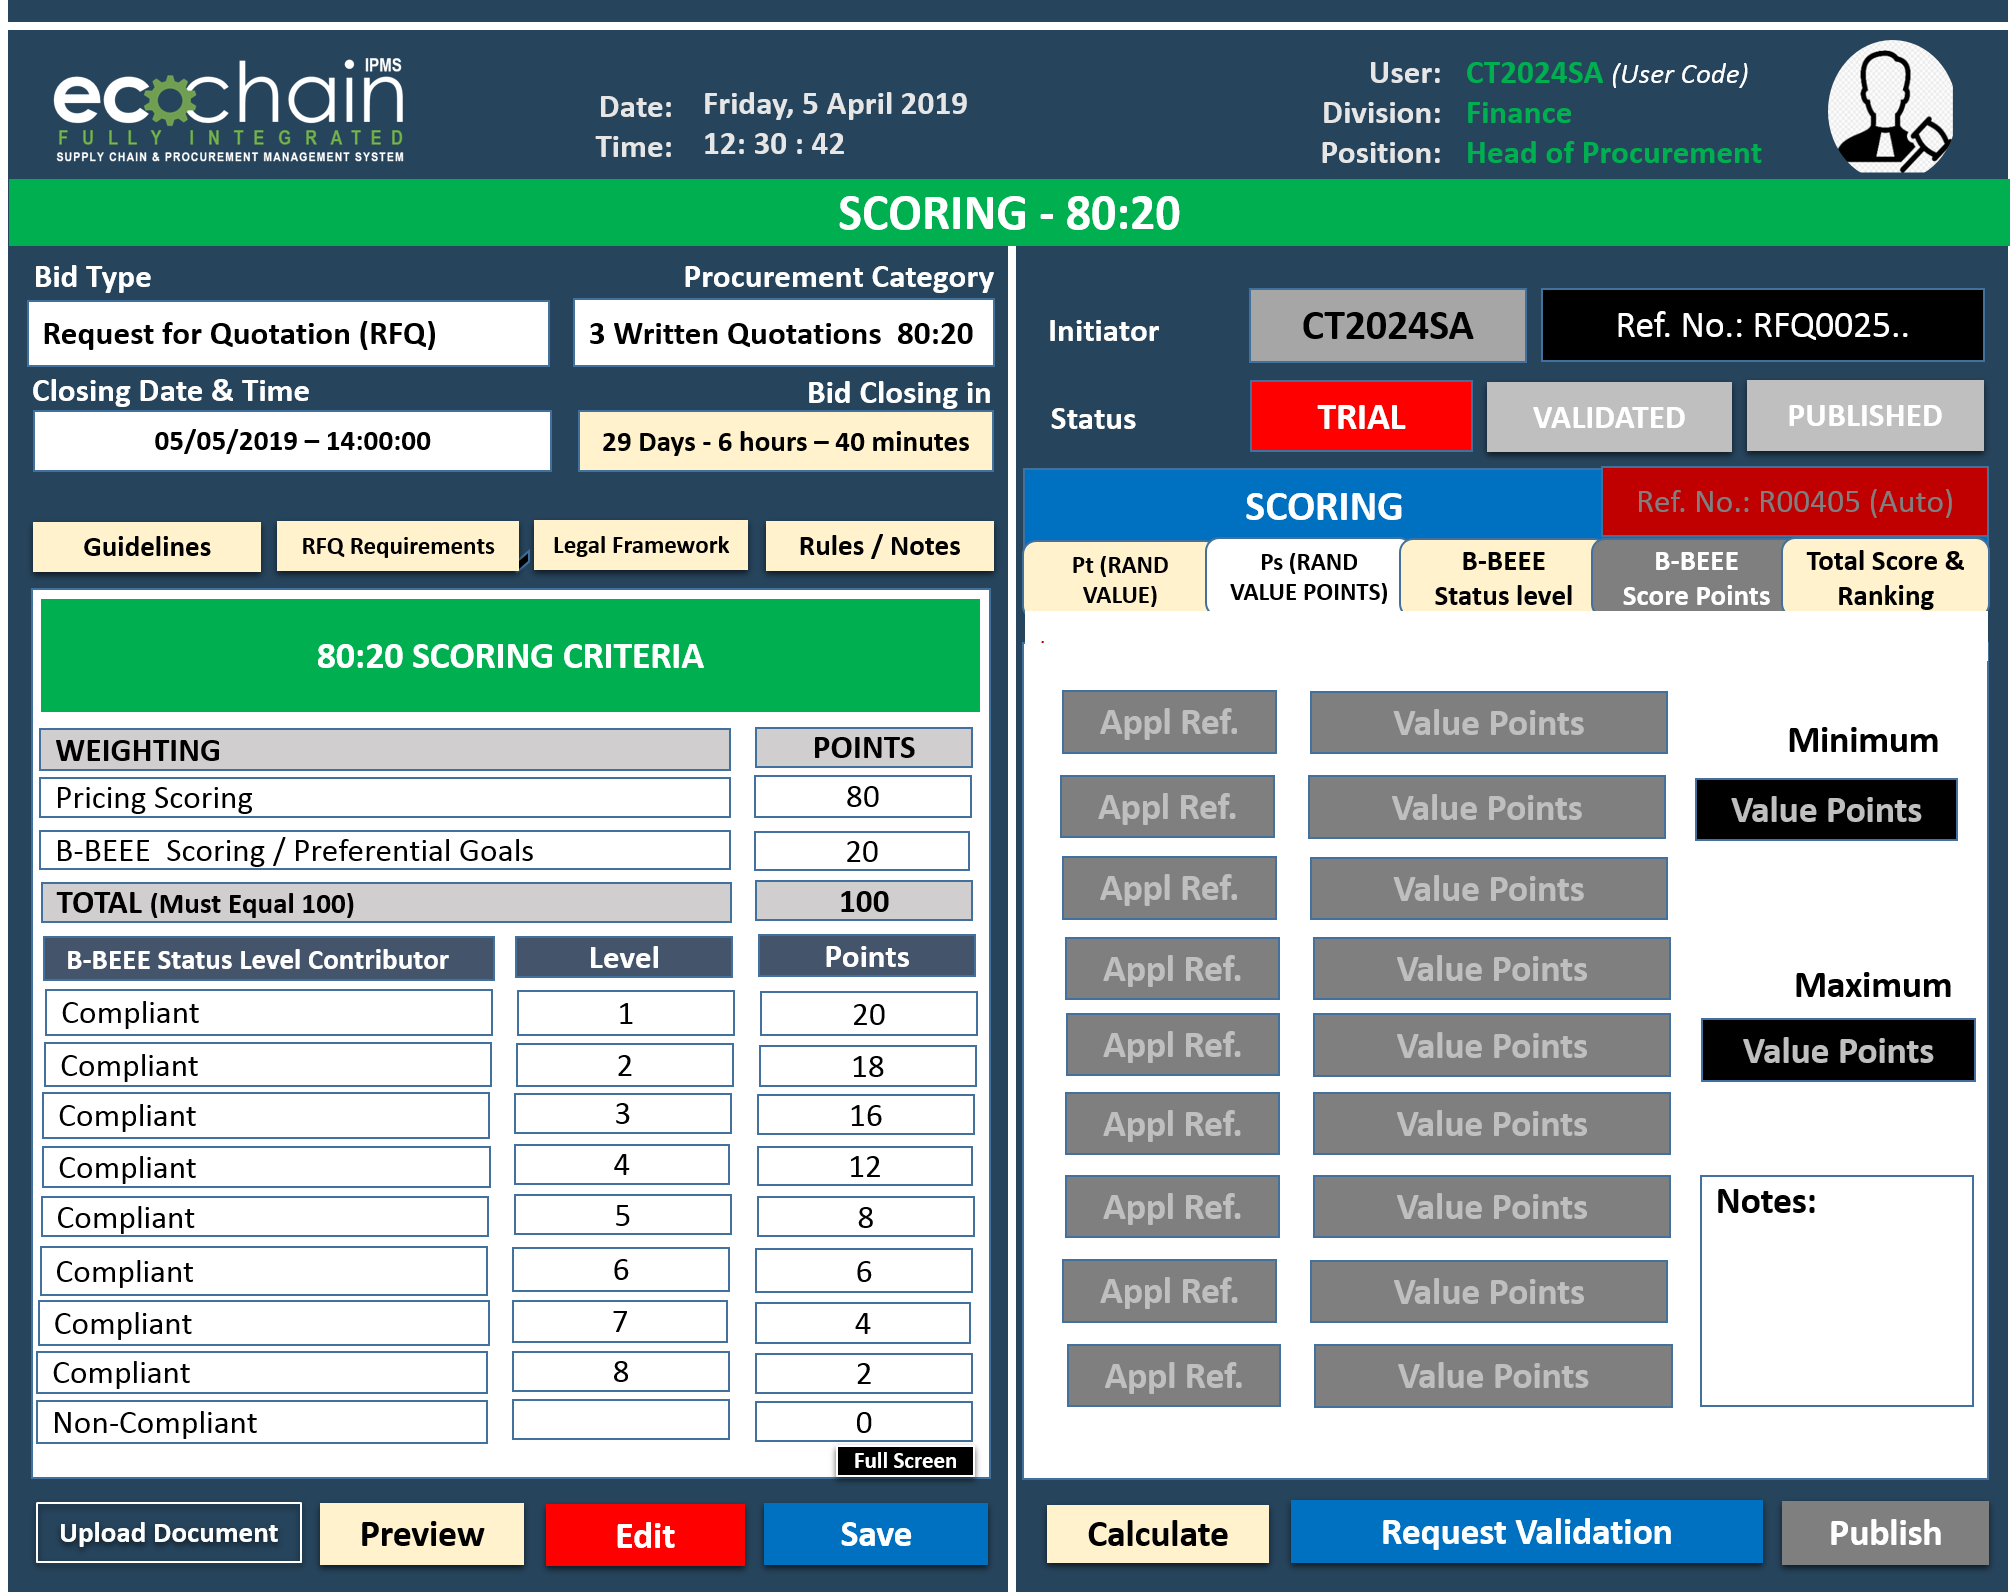 ecochain IPMS
FULLY INTEGRATED
SUPPLY CHAIN & PROCUREMENT MANAGEMENT SYSTEM
Date: Friday, 5 April 2019
Time: 12: 30 : 42
User: CT2024SA (User Code)
Division: Finance
Position: Head of Procurement
SCORING - 80:20
Bid Type
Procurement Category
Request for Quotation (RFQ)
3 Written Quotations 80:20
Closing Date & Time
Bid Closing in
05/05/2019 – 14:00:00
29 Days - 6 hours – 40 minutes
Guidelines
RFQ Requirements
Legal Framework
Rules / Notes
80:20 SCORING CRITERIA
WEIGHTING POINTS
Pricing Scoring 80
B-BEEE Scoring / Preferential Goals 20
TOTAL (Must Equal 100) 100
B-BEEE Status Level Contributor Level Points
Compliant 1 20
Compliant 2 18
Compliant 3 16
Compliant 4 12
Compliant 5 8
Compliant 6 6
Compliant 7 4
Compliant 8 2
Non-Compliant 0
Full Screen
Upload Document
Preview
Edit
Save
Initiator
CT2024SA
Ref. No.: RFQ0025..
Status
TRIAL
VALIDATED
PUBLISHED
SCORING
Ref. No.: R00405 (Auto)
Pt (RAND
VALUE)
Ps (RAND
VALUE POINTS)
B-BEEE
Status level
B-BEEE
Score Points
Total Score &
Ranking
Appl Ref. Value Points
Minimum
Appl Ref. Value Points
Value Points
Appl Ref. Value Points
Appl Ref. Value Points
Maximum
Appl Ref. Value Points
Value Points
Appl Ref. Value Points
Appl Ref. Value Points
Notes:
Appl Ref. Value Points
Appl Ref. Value Points
Calculate
Request Validation
Publish